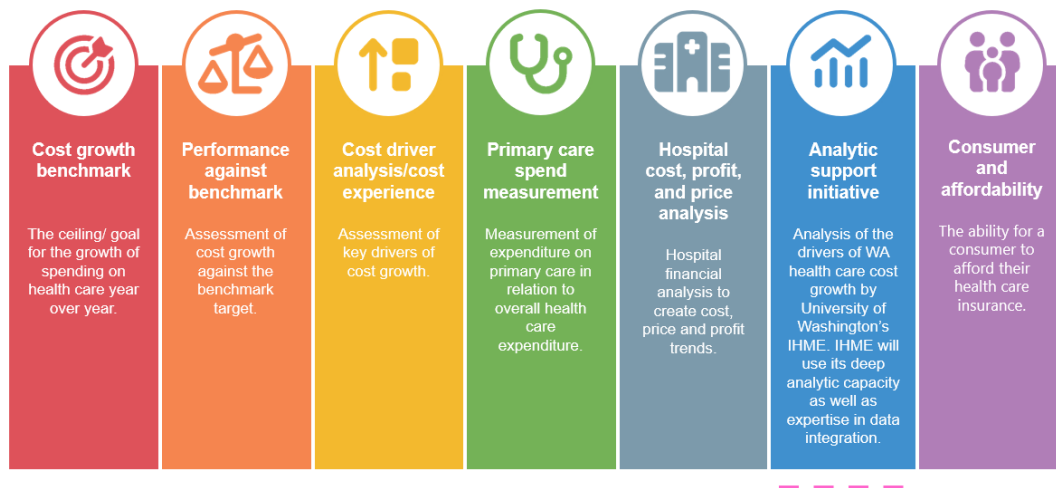 Cost growth
benchmark
The ceiling/ goal
for the growth of
spending on
health care year
over year.
Performance
against
benchmark
Assessment of
cost growth
against the
benchmark
target.
Cost driver
analysis/cost
experience
Assessment of
key drivers of
cost growth.
Primary care
spend
measurement
Measurement of
expenditure on
primary care in
relation to
overall health
care
expenditure.
Hospital
cost, profit,
and price
analysis
Hospital
financial
analysis to
create cost,
price and profit
trends.
Analytic
support
initiative
Analysis of the
drivers of WA
health care cost
growth by
University of
Washington’s
IHME. IHME will
use its deep
analytic capacity
as well as
expertise in data
integration.
Consumer
and
affordability
The ability for a
consumer to
afford their
health care
insurance.